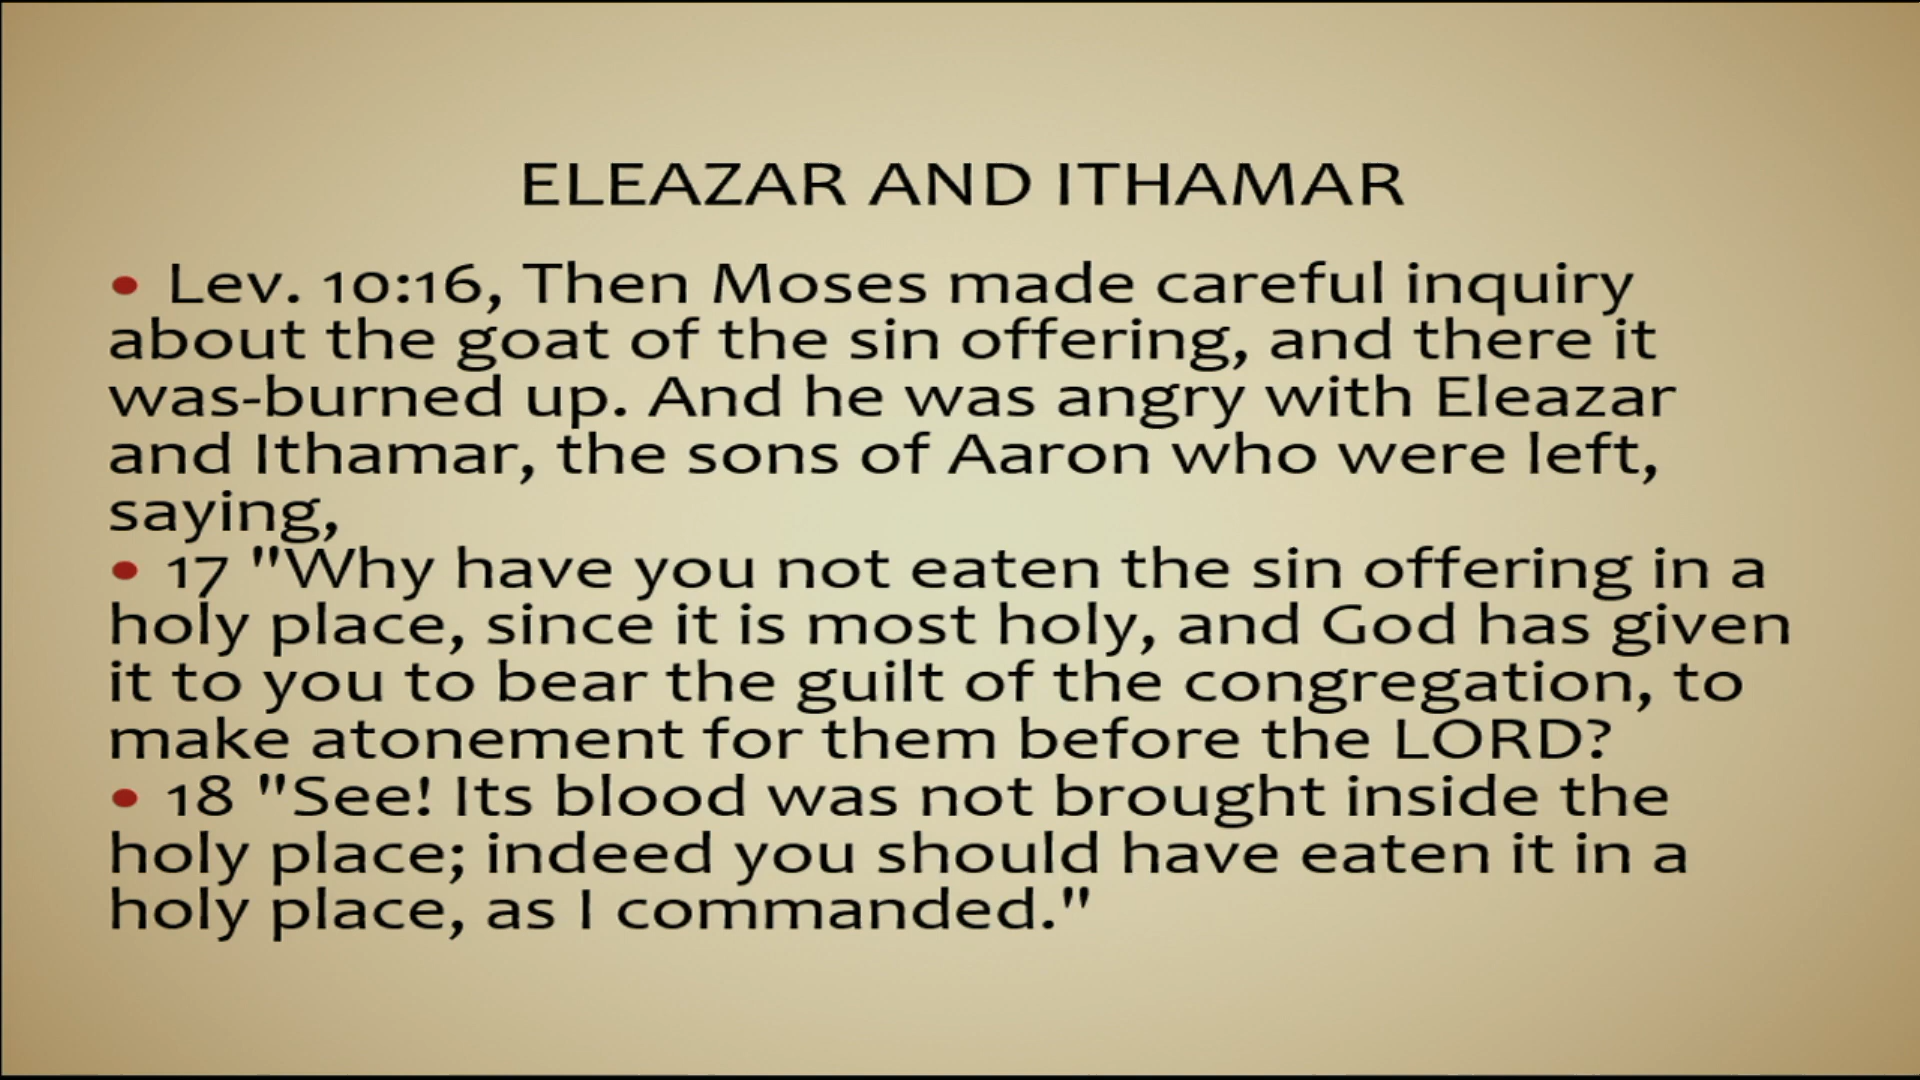 ELEAZAR AND ITHAMAR
• Lev. 10:16, Then Moses made careful inquiry
about the goat of the sin offering, and there it
was-burned up. And he was angry with Eleazar
and Ithamar, the sons of Aaron who were left,
saying,
• 17 "Why have you not eaten the sin offering in a
holy place, since it is most holy, and God has given
it to you to bear the guilt of the congregation, to
make atonement for them before the LORD?
• 18 "See! Its blood was not brought inside the
holy place; indeed you should have eaten it in a
holy place, as I commanded."